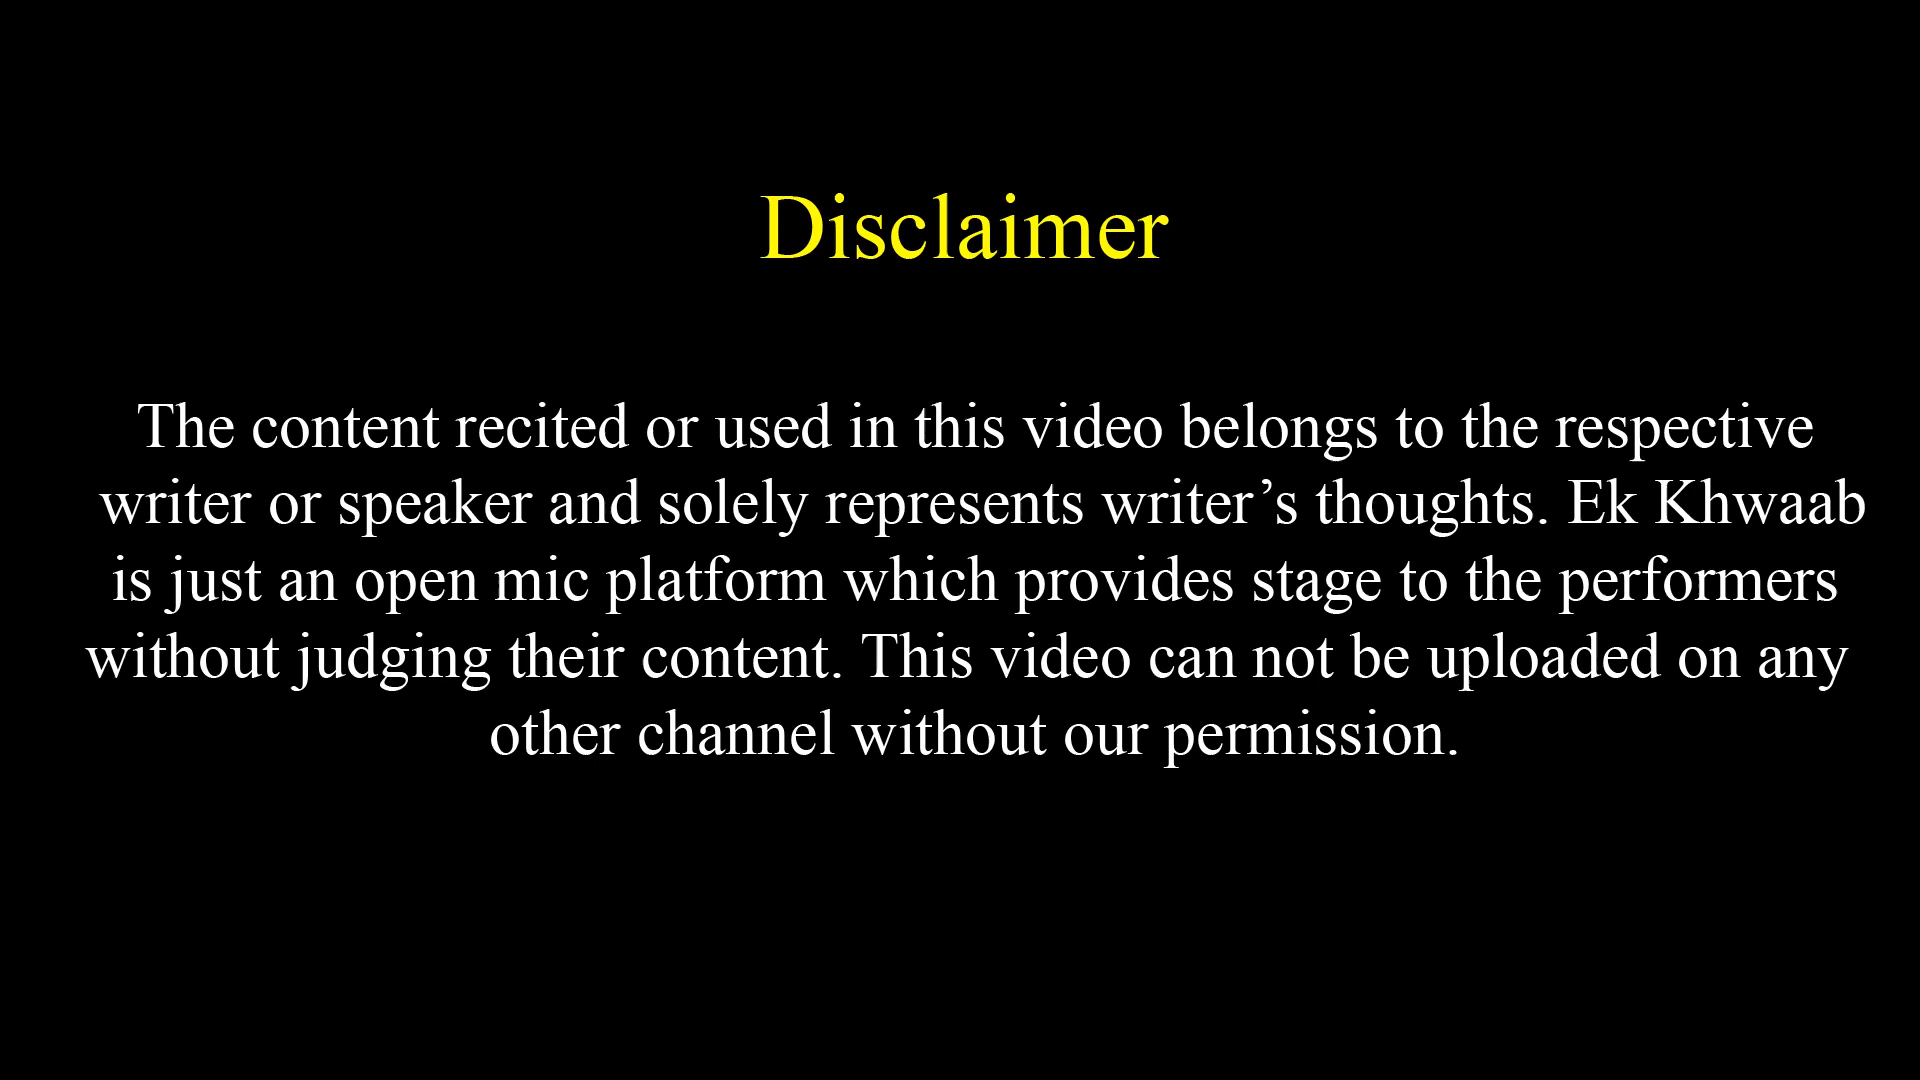 Disclaimer
The content recited or used in this video belongs to the respective
writer or speaker and solely represents writer’s thoughts. Ek Khwaab
is just an open mic platform which provides stage to the performers
without judging their content. This video can not be uploaded on any
other channel without our permission.